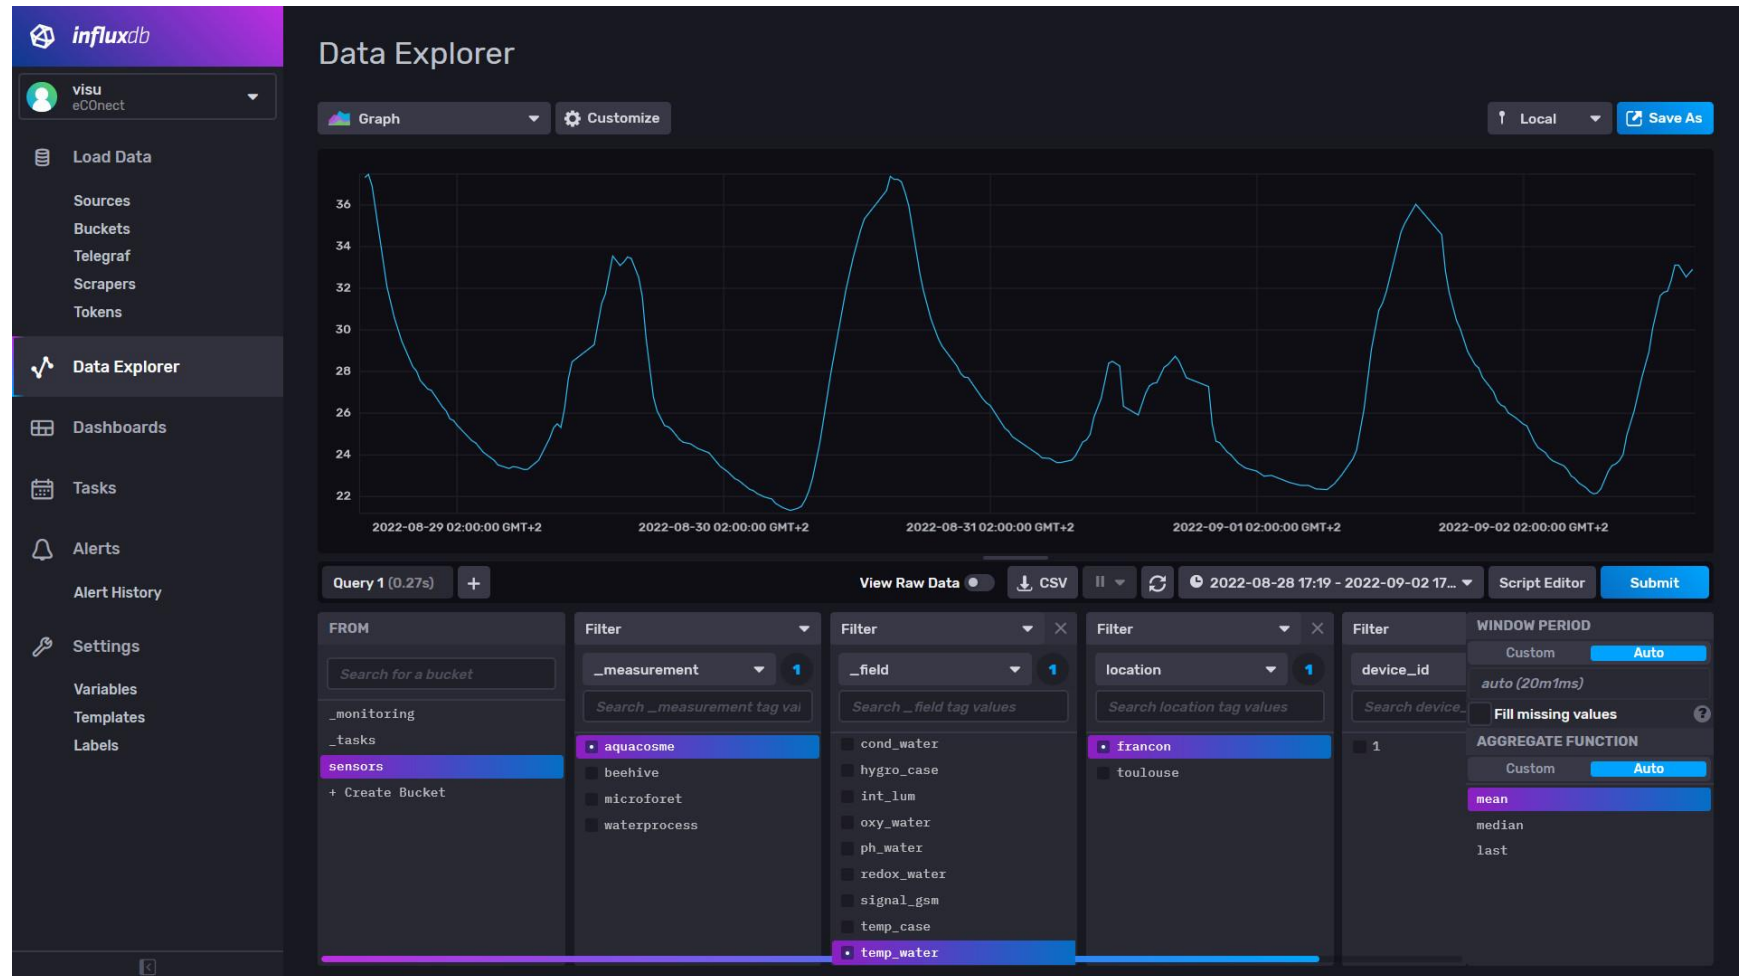 influxdb
visu
eCOnect
Load Data
Sources
Buckets
Telegraf
Scrapers
Tokens
Data Explorer
Dashboards
Tasks
Alerts
Alert History
Settings
Variables
Templates
Labels
Data Explorer
Graph
Customize
Local
Save As
36
34
32
30
28
26
24
22
2022-08-29 02:00:00 GMT+2
2022-08-30 02:00:00 GMT+2
2022-08-31 02:00:00 GMT+2
2022-09-01 02:00:00 GMT+2
2022-09-02 02:00:00 GMT+2
Query 1 (0.27s)
+
View Raw Data
CSV
2022-08-28 17:19 - 2022-09-02 17...
Script Editor
Submit
FROM
Search for a bucket
_monitoring
_tasks
sensors
+ Create Bucket
Filter
_measurement
1
Search _measurement tag val
aquacosme
beehive
microforet
waterprocess
Filter
_field
1
Search _field tag values
cond_water
hygro_case
int_lum
oxy_water
ph_water
redox_water
signal_gsm
temp_case
temp_water
Filter
location
1
Search location tag values
francon
toulouse
Filter
device_id
Search device_
1
WINDOW PERIOD
Custom
Auto
auto (20m1ms)
Fill missing values
?
AGGREGATE FUNCTION
Custom
Auto
mean
median
last